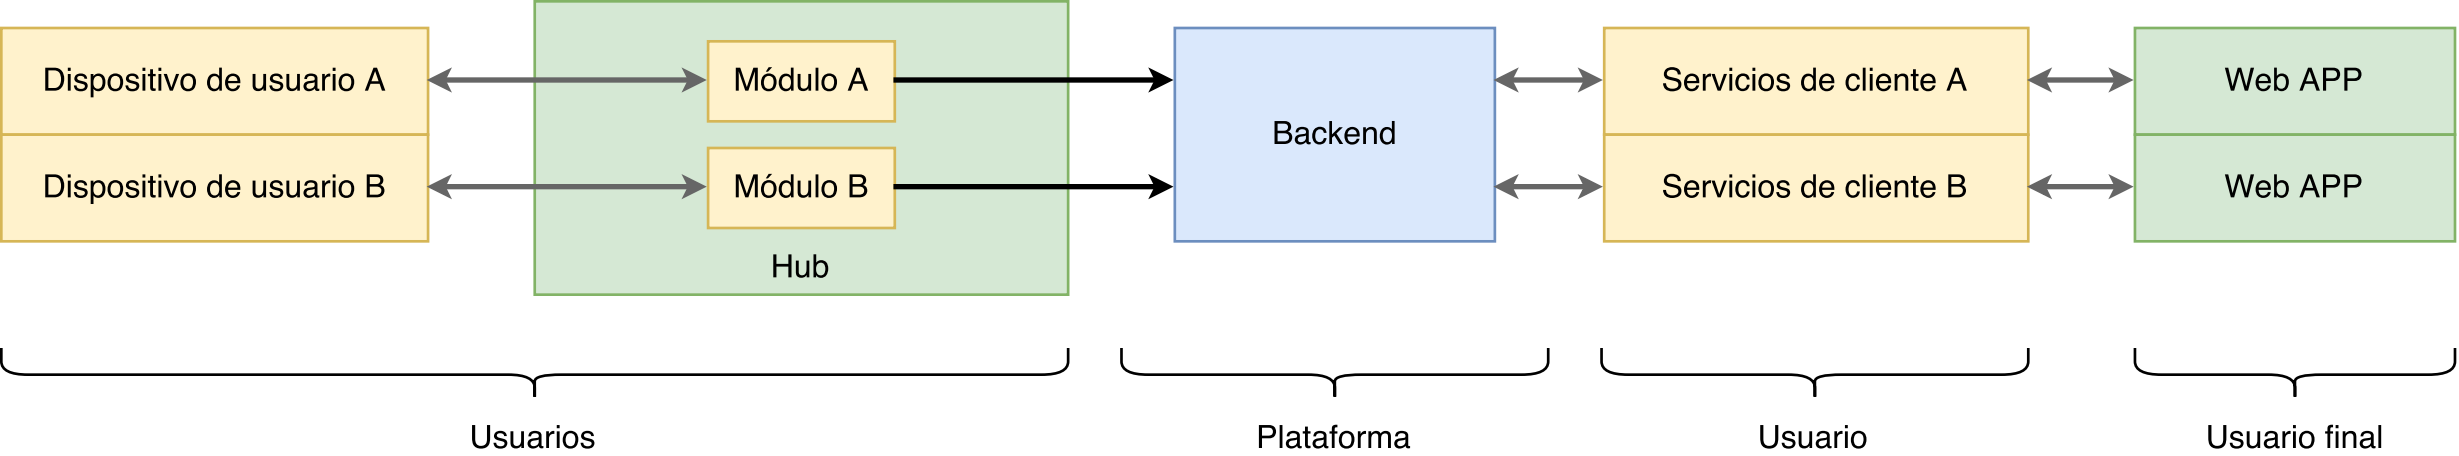 Dispositivo de usuario A
Dispositivo de usuario B
Módulo A
Módulo B
Hub
Backend
Servicios de cliente A
Servicios de cliente B
Web APP
Web APP
Usuarios
Plataforma
Usuario
Usuario final